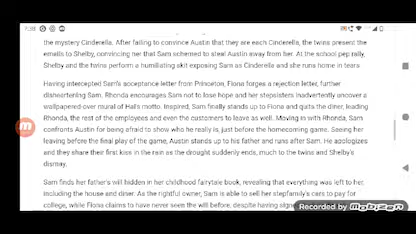 the mystery Cinderella. After failing to convince Austin that they are each Cinderella, the twins present the
emails to Shelby, convincing her that Sam schemed to steal Austin away from her. At the school pep rally,
Shelby and the twins perform a humiliating skit exposing Sam as Cinderella and she runs home in tears
Having intercepted Sam's acceptance letter from Princeton, Fiona forges a rejection letter, further
disheartening Sam. Rhonda encourages Sam not to lose hope and her stepsisters inadvertently uncover a
wallpapered-over mural of Hal's motto. Inspired, Sam finally stands up to Fiona and quits the diner, leading
Rhonda, the rest of the employees and even the customers to leave as well. Moving in with Rhonda, Sam
confronts Austin for being afraid to show who he really is, just before the homecoming game. Seeing her
leaving before the final play of the game, Austin stands up to his father and runs after Sam. He apologizes
and they share their first kiss in the rain as the drought suddenly ends, much to the twins and Shelby's
dismay.
Sam finds her father's will hidden in her childhood fairytale book, revealing that everything was left to her,
including the house and diner. As the rightful owner, Sam is able to sell her stepfamily's cars to pay for
college, while Fiona claims to have never seen the will before, despite having signed
Recorded by Mobizen